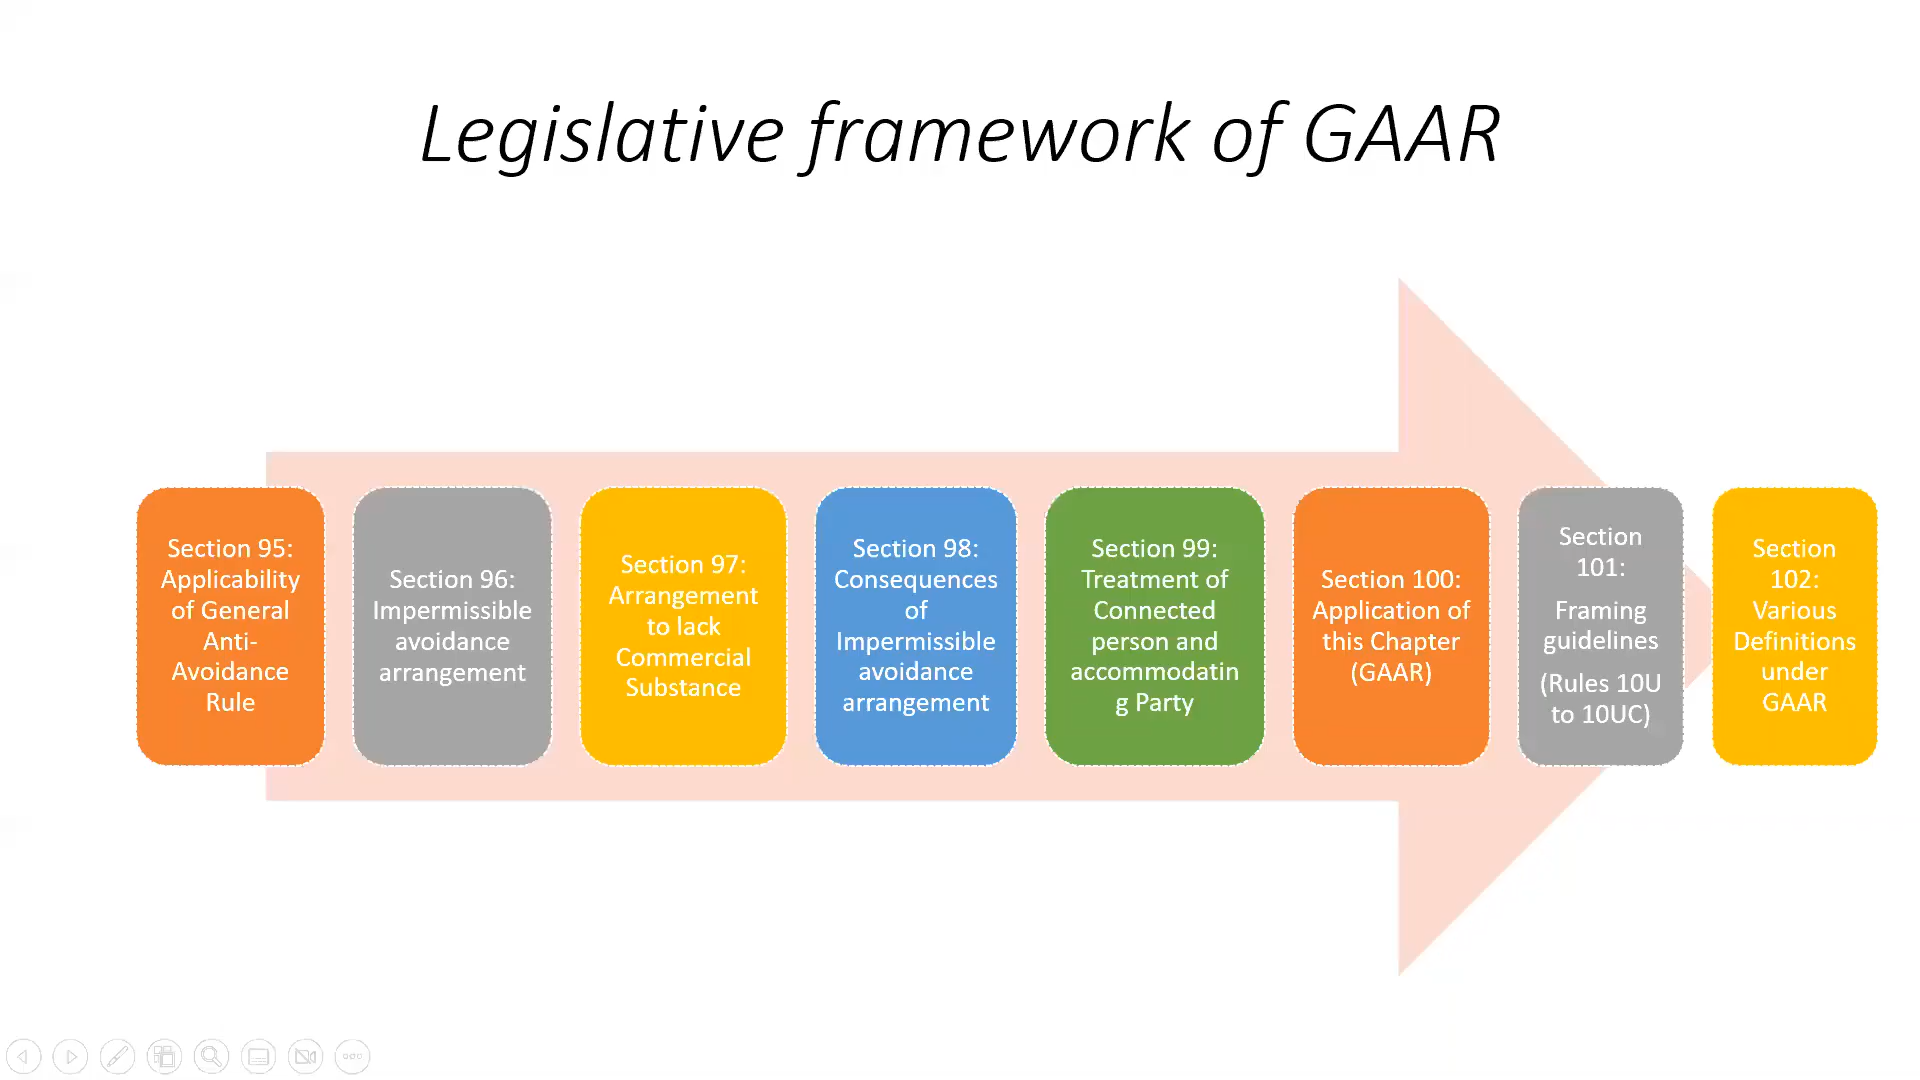 Legislative framework of GAAR
Section 95:
Applicability
of General
Anti-
Avoidance
Rule
Section 96:
Impermissible
avoidance
arrangement
Section 97:
Arrangement
to lack
Commercial
Substance
Section 98:
Consequences
of
Impermissible
avoidance
arrangement
Section 99:
Treatment of
Connected
person and
accommodatin
g Party
Section 100:
Application of
this Chapter
(GAAR)
Section
101:
Framing
guidelines
(Rules 10U
to 10UC)
Section
102:
Various
Definitions
under
GAAR